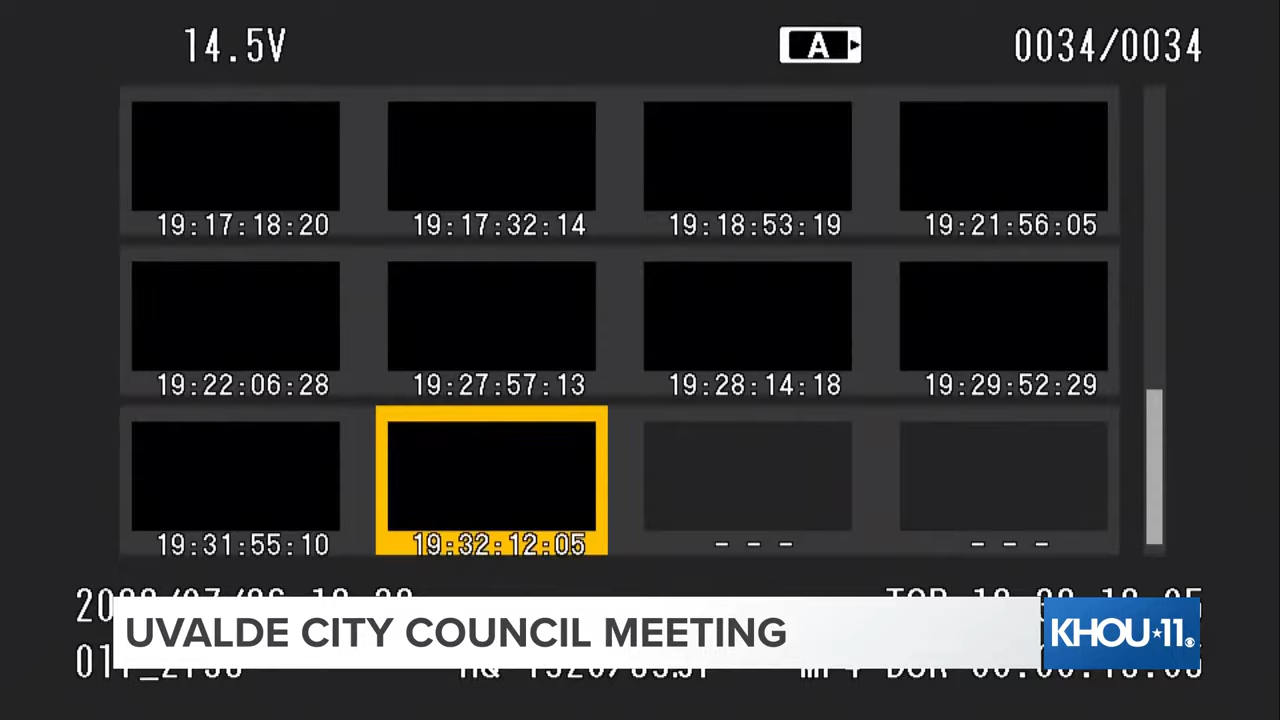 14.5V A 0034/0034
19:17:18:20 19:17:32:14 19:18:53:19 19:21:56:05
19:22:06:28 19:27:57:13 19:28:14:18 19:29:52:29
19:31:55:10 19:32:12:05 - - - - - -
UVALDE CITY COUNCIL MEETING KHOU★11